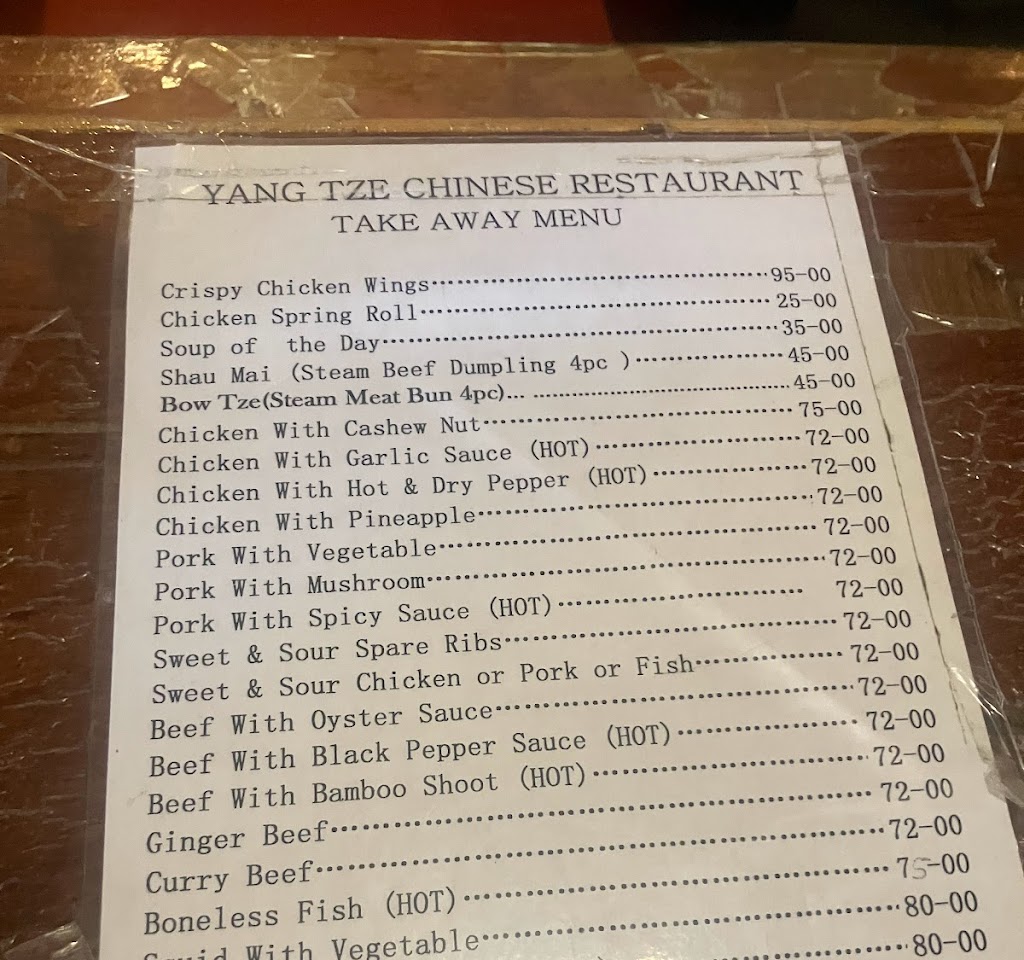 YANG TZE CHINESE RESTAURANT
TAKE AWAY MENU
Crispy Chicken Wings 95-00
Chicken Spring Roll 25-00
Soup of the Day 35-00
Shau Mai (Steam Beef Dumpling 4pc ) 45-00
Bow Tze(Steam Meat Bun 4pc) 45-00
Chicken With Cashew Nut 75-00
Chicken With Garlic Sauce (HOT) 72-00
Chicken With Hot & Dry Pepper (HOT) 72-00
Chicken With Pineapple 72-00
Pork With Vegetable 72-00
Pork With Mushroom 72-00
Pork With Spicy Sauce (HOT) 72-00
Sweet & Sour Spare Ribs 72-00
Sweet & Sour Chicken or Pork or Fish 72-00
Beef With Oyster Sauce 72-00
Beef With Black Pepper Sauce (HOT) 72-00
Beef With Bamboo Shoot (HOT) 72-00
Ginger Beef 72-00
Curry Beef 72-00
Boneless Fish (HOT) 75-00
Squid With Vegetable 80-00
80-00